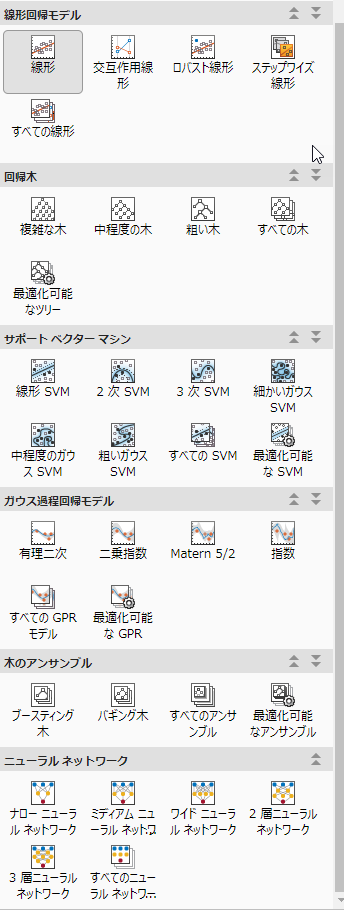 線形回帰モデル
線形 交互作用線 ロバスト線形 ステップワイズ
形 線形
すべての線形
回帰木
複雑な木 中程度の木 粗い木 すべての木
最適化可能
なツリー
サポート ベクター マシン
線形 SVM 2 次 SVM 3 次 SVM 細かいガウス
SVM
中程度のガウ 粗いガウス すべての SVM 最適化可能
ス SVM SVM な SVM
ガウス過程回帰モデル
有理二次 二乗指数 Matern 5/2 指数
すべての GPR 最適化可能
モデル な GPR
木のアンサンブル
ブースティング バギング木 すべてのアンサ 最適化可能
木 ンブル なアンサンブル
ニューラル ネットワーク
ナロー ニューラ ミディアム ニュ ワイド ニューラ 2 層ニューラル
ル ネットワーク ーラル ネットワ ル ネットワーク ネットワーク
3 層ニューラ すべてのニュー
ル ネットワーク ラル ネットワ...